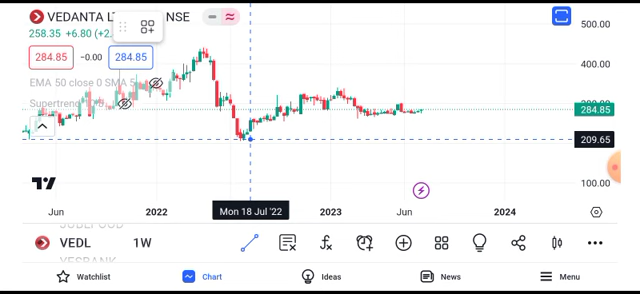 VEDANTA L NSE
258.35 +6.80 (+2.
284.85 −0.00 284.85
EMA 50 close 0 SMA 5
Supertrend
500.00
400.00
284.85
209.65
100.00
Jun 2022 Mon 18 Jul '22 2023 Jun 2024
VEDL 1W
Watchlist Chart Ideas News Menu